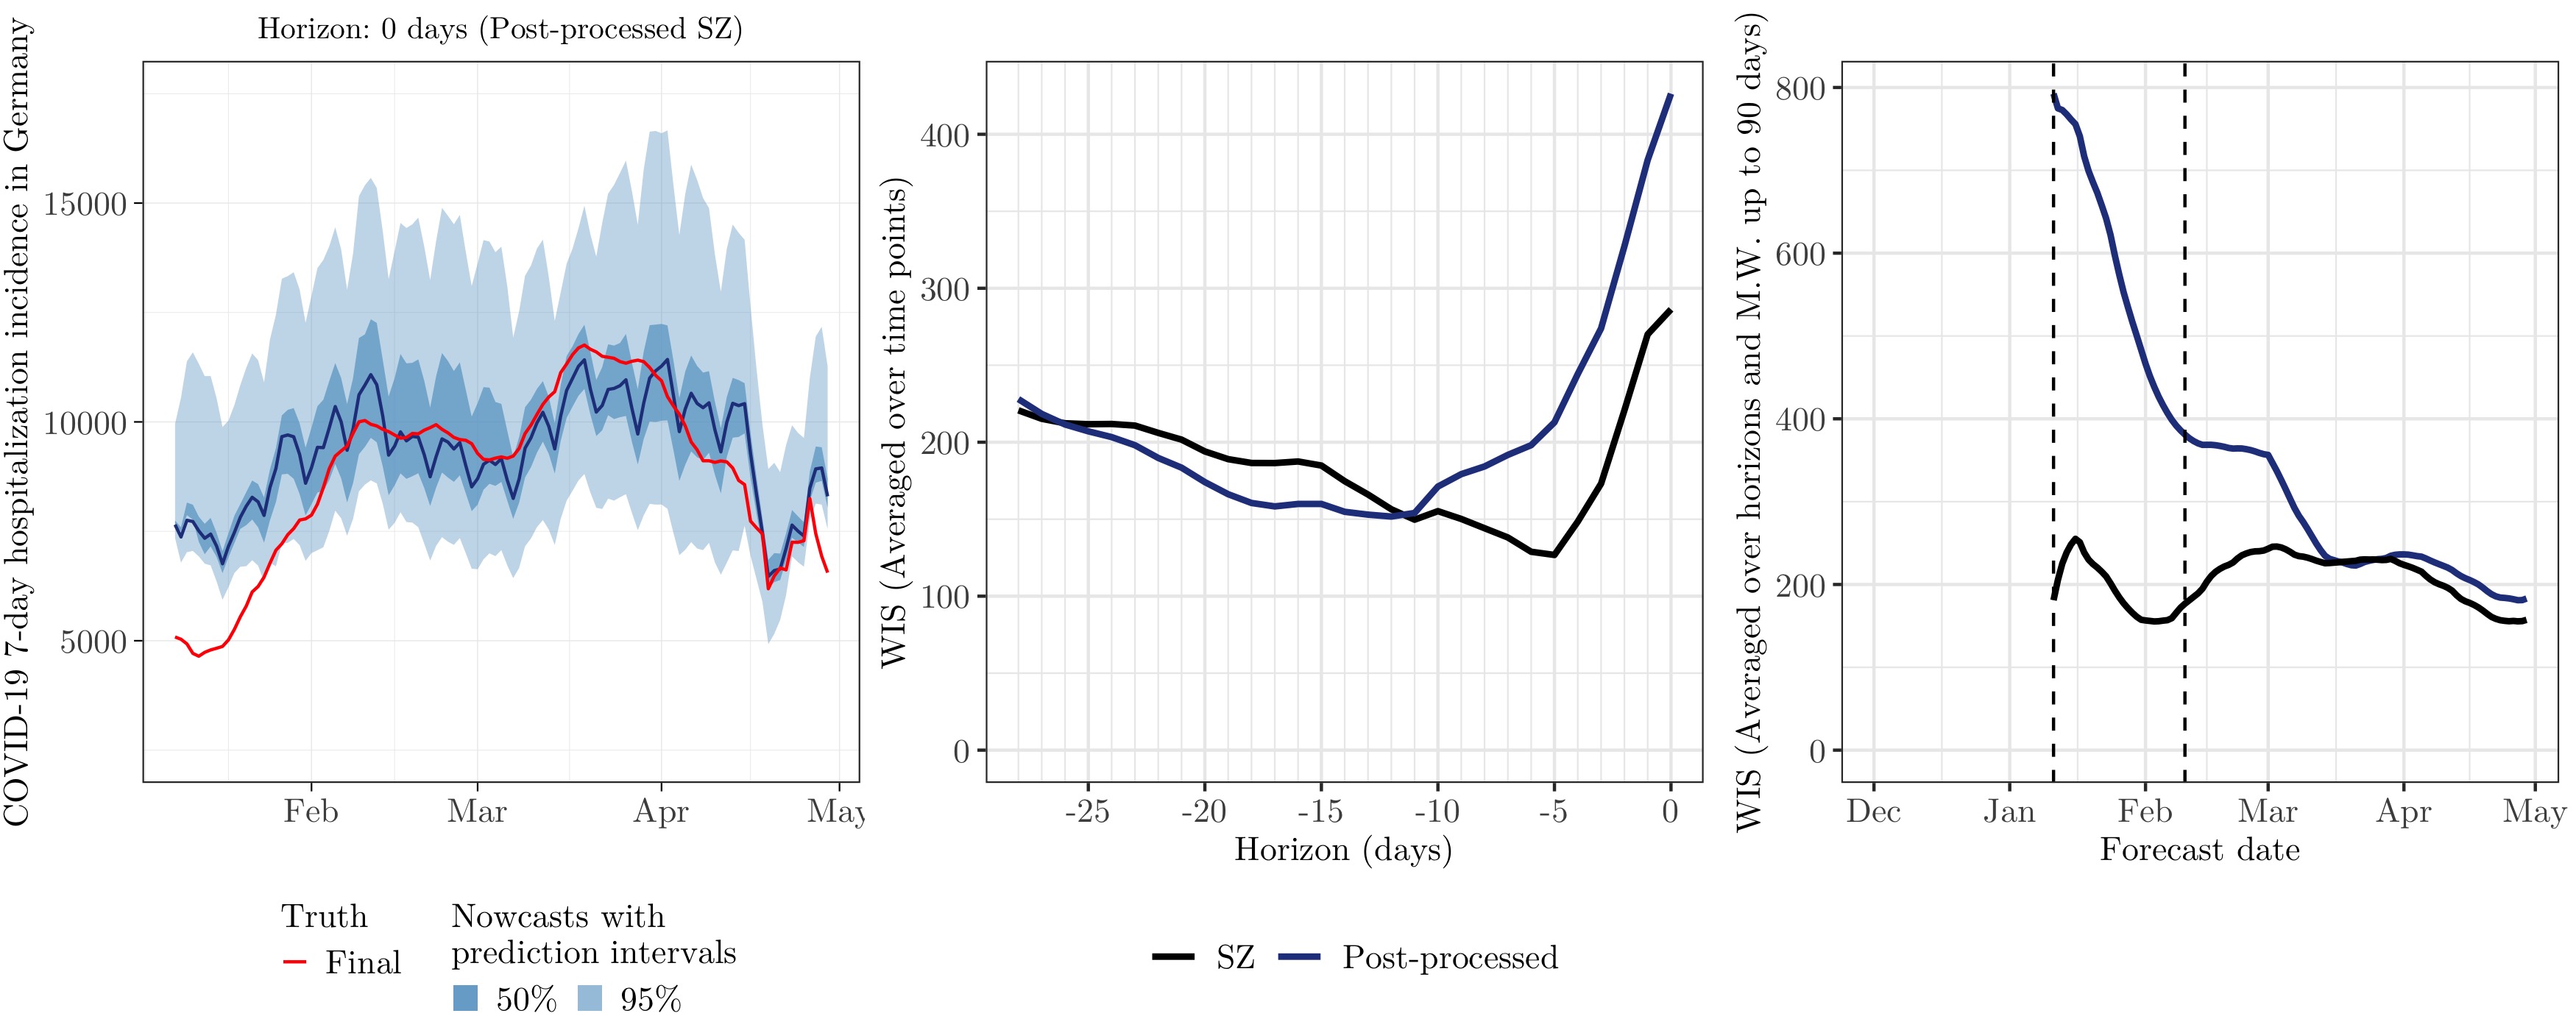 Horizon: 0 days (Post-processed SZ)
COVID-19 7-day hospitalization incidence in Germany
15000
10000
5000
Feb Mar Apr May
Truth
Final
Nowcasts with
prediction intervals
50% 95%
WIS (Averaged over time points)
400
300
200
100
0
-25 -20 -15 -10 -5 0
Horizon (days)
SZ Post-processed
WIS (Averaged over horizons and M.W. up to 90 days)
800
600
400
200
0
Dec Jan Feb Mar Apr May
Forecast date